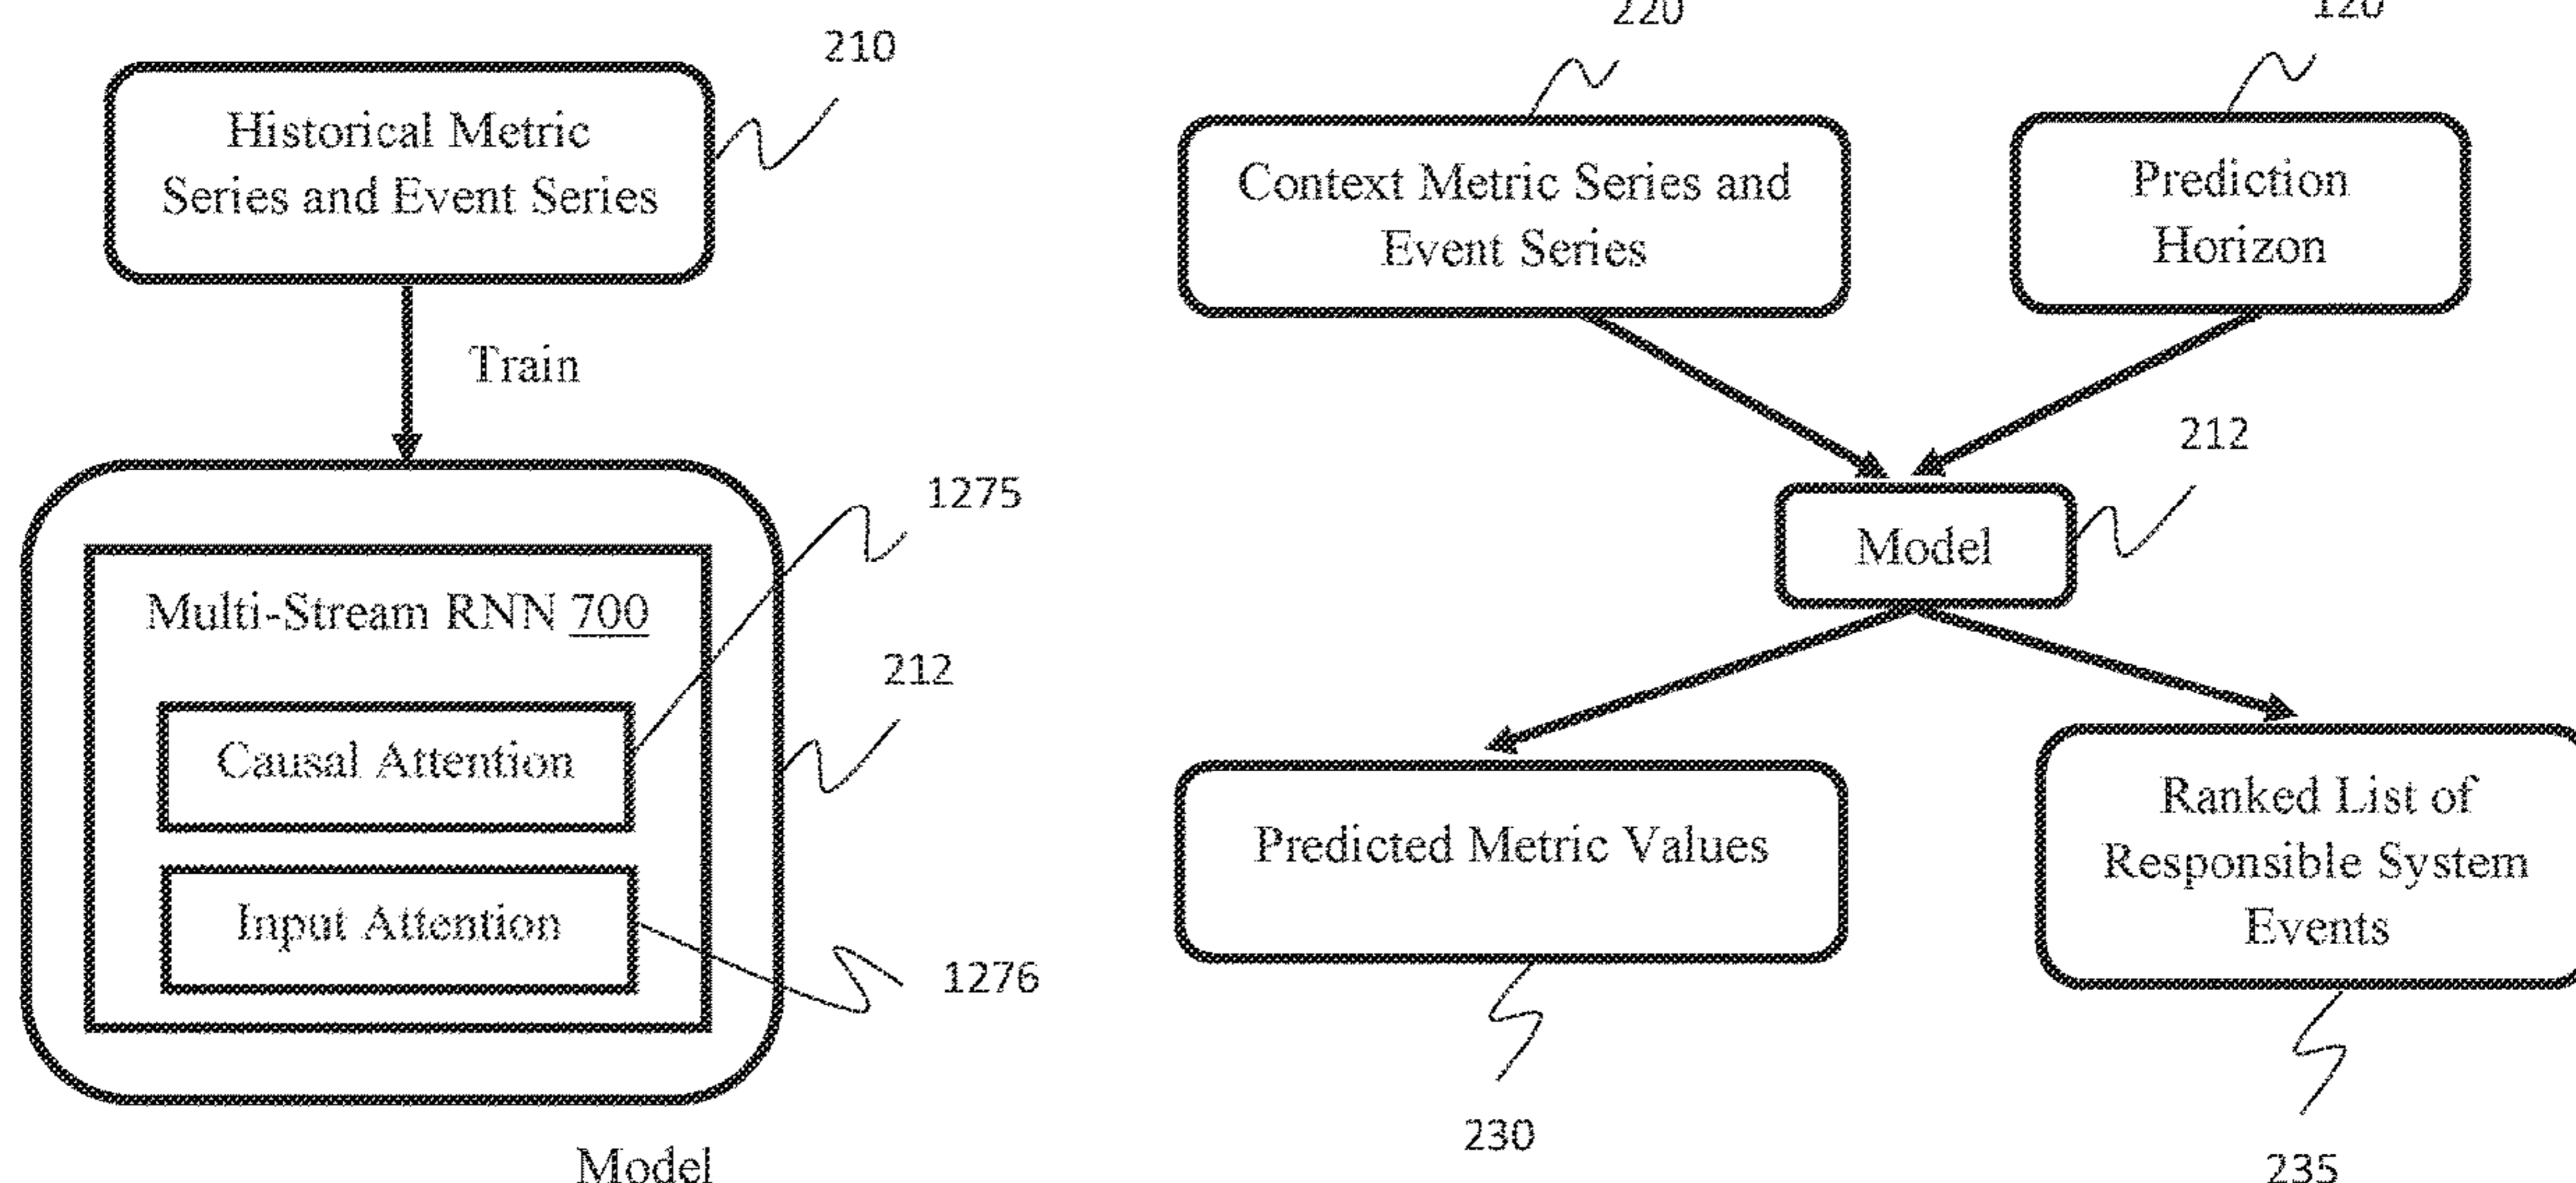 210
Historical Metric
Series and Event Series
Train
1275
Multi-Stream RNN 700
212
Causal Attention
Input Attention
1276
Model
220
120
Context Metric Series and
Event Series
Prediction
Horizon
212
Model
Predicted Metric Values
Ranked List of
Responsible System
Events
230
235